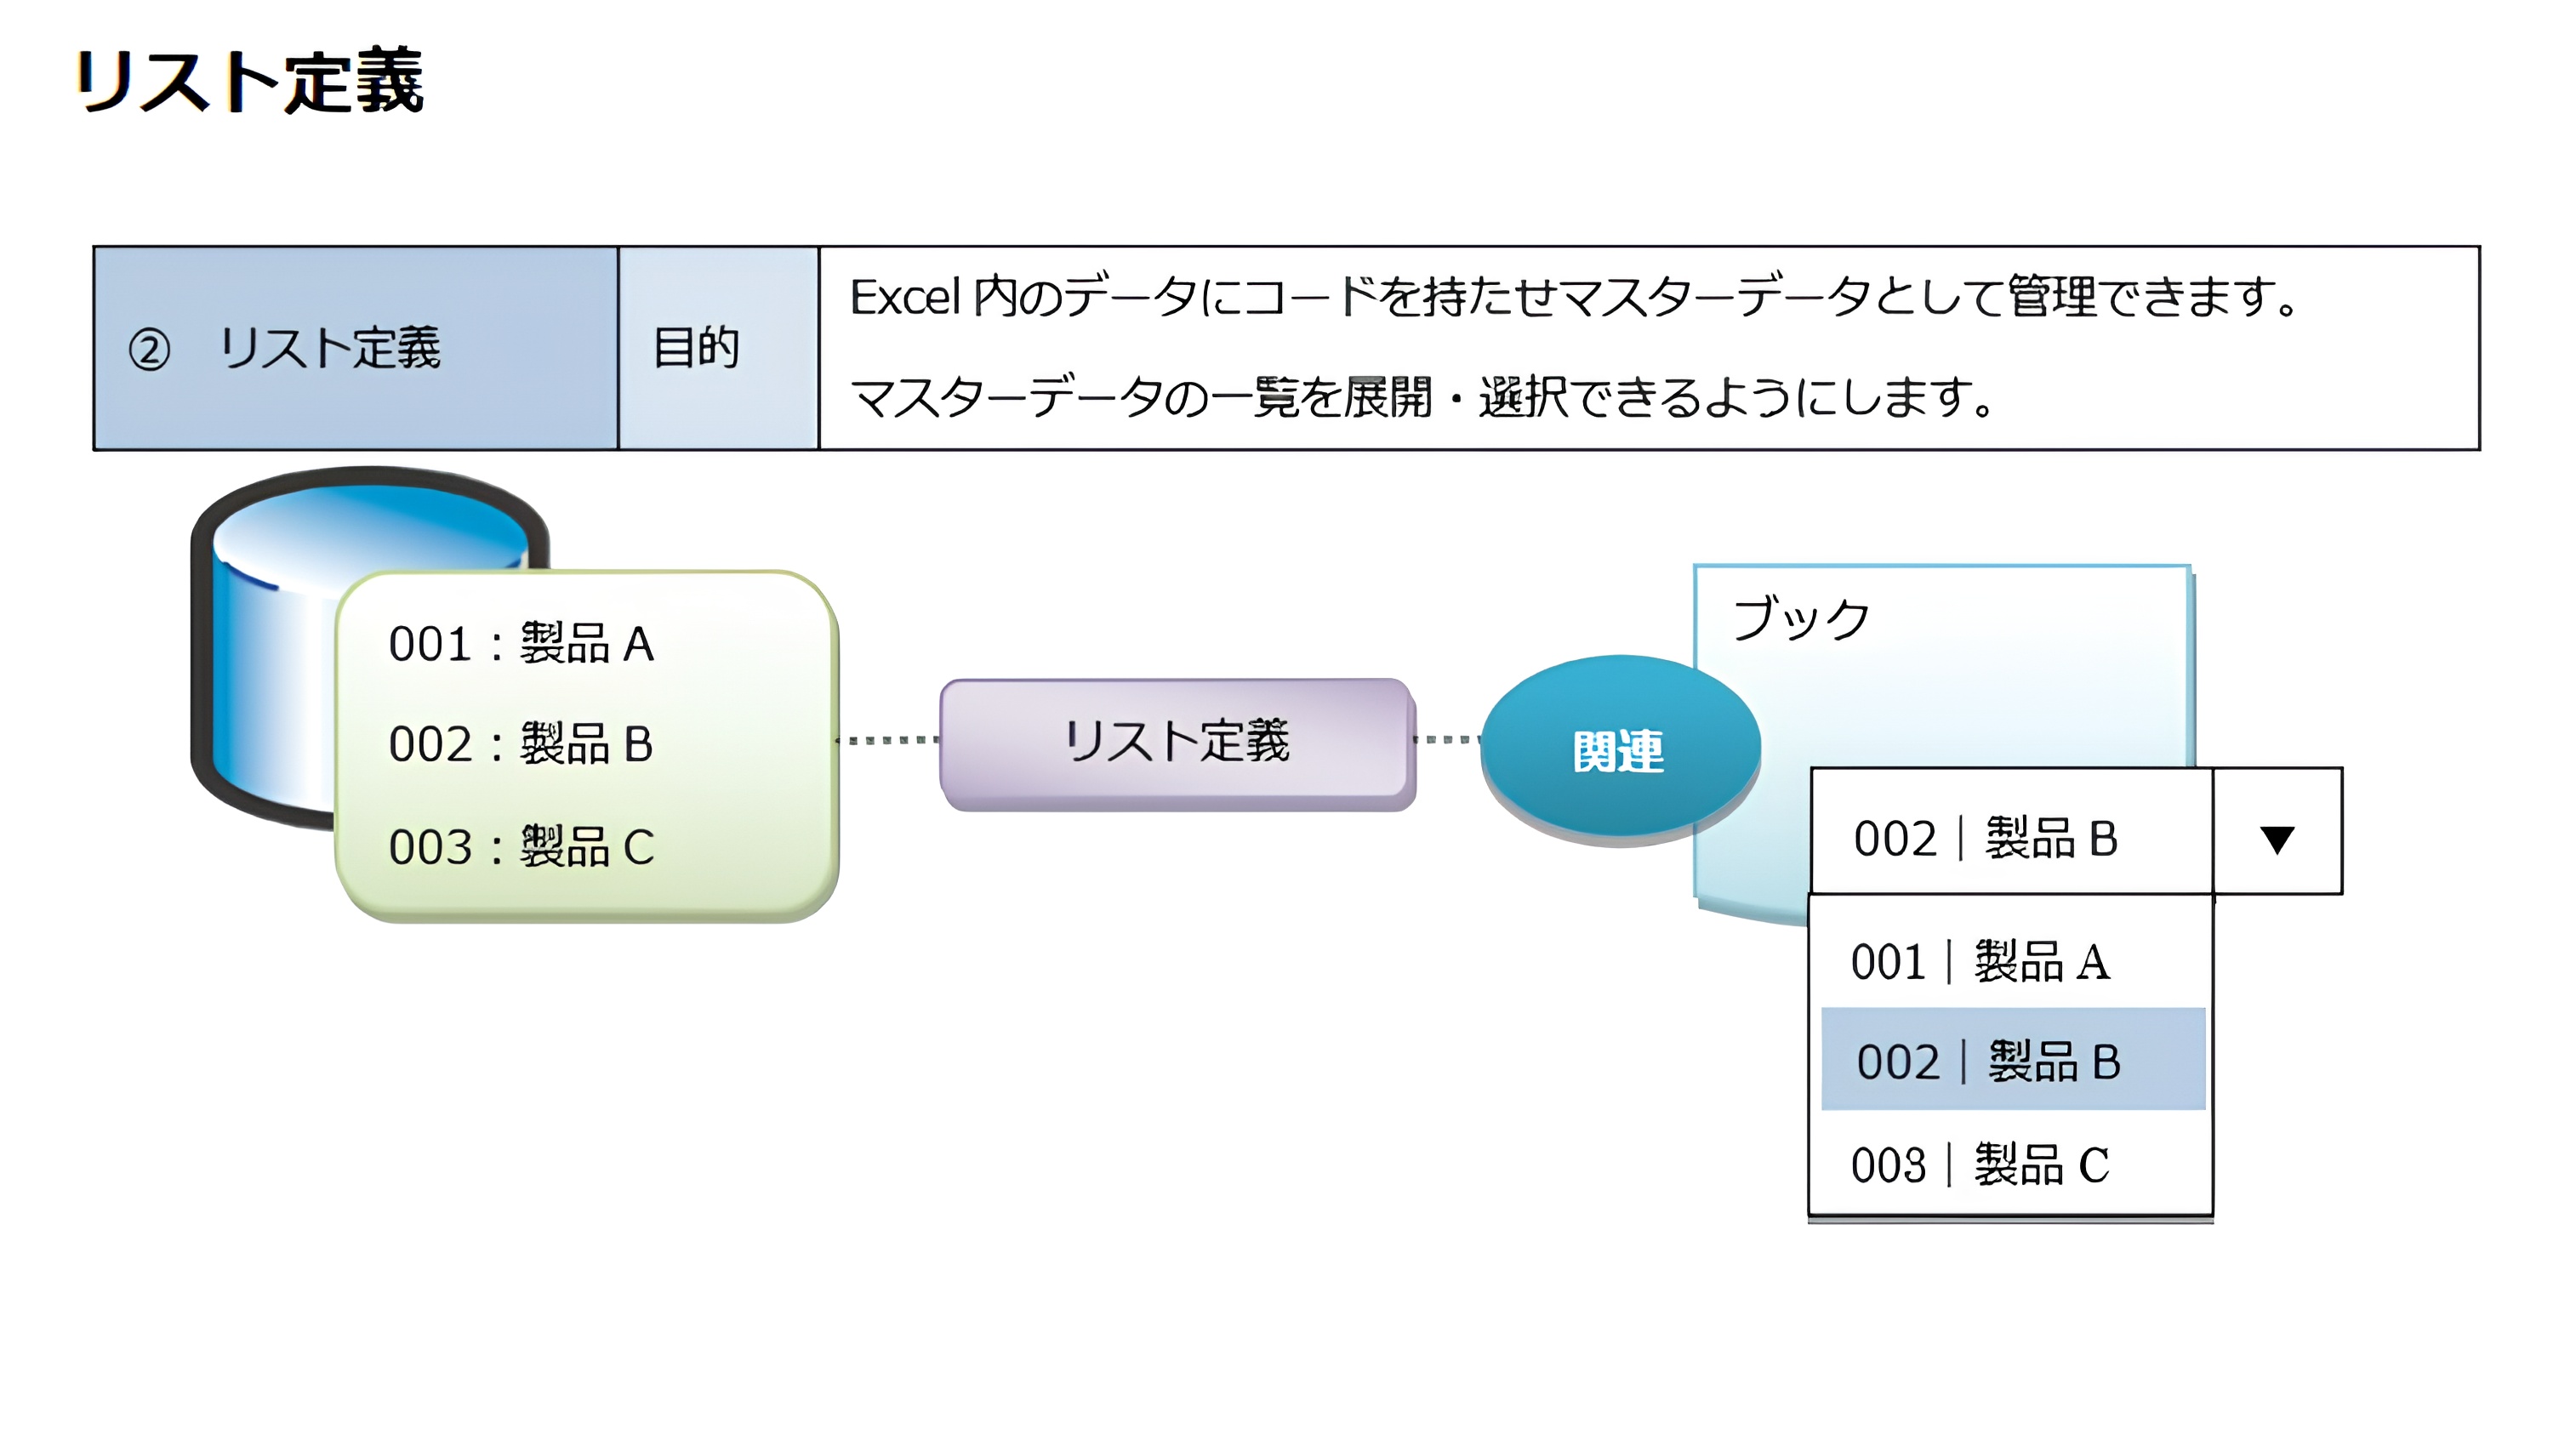 リスト定義
② リスト定義
目的
Excel 内のデータにコードを持たせマスターデータとして管理できます。
マスターデータの一覧を展開・選択できるようにします。
001：製品 A
002：製品 B
003：製品 C
リスト定義
関連
ブック
002｜製品 B
▼
001｜製品 A
002｜製品 B
003｜製品 C